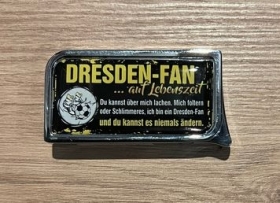 DRESDEN-FAN
... auf Lebenszeit
Du kannst über mich lachen. Mich foltern
oder Schlimmeres, ich bin ein Dresden-Fan
und du kannst es niemals ändern.